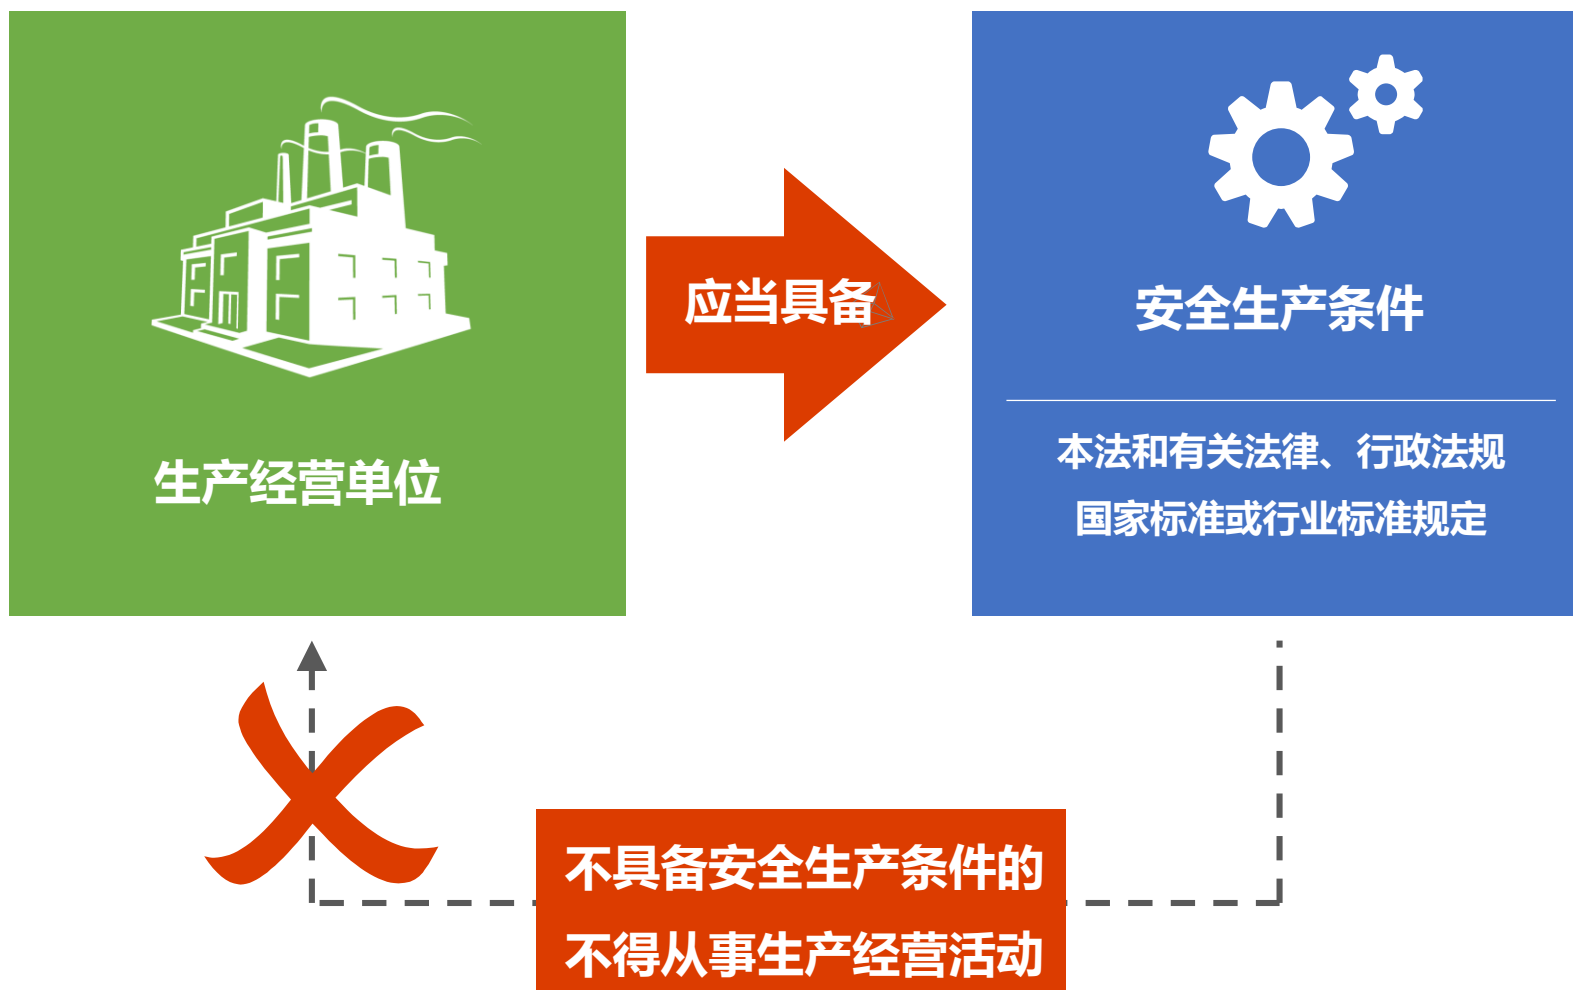 生产经营单位
应当具备
安全生产条件
本法和有关法律、行政法规
国家标准或行业标准规定
不具备安全生产条件的
不得从事生产经营活动